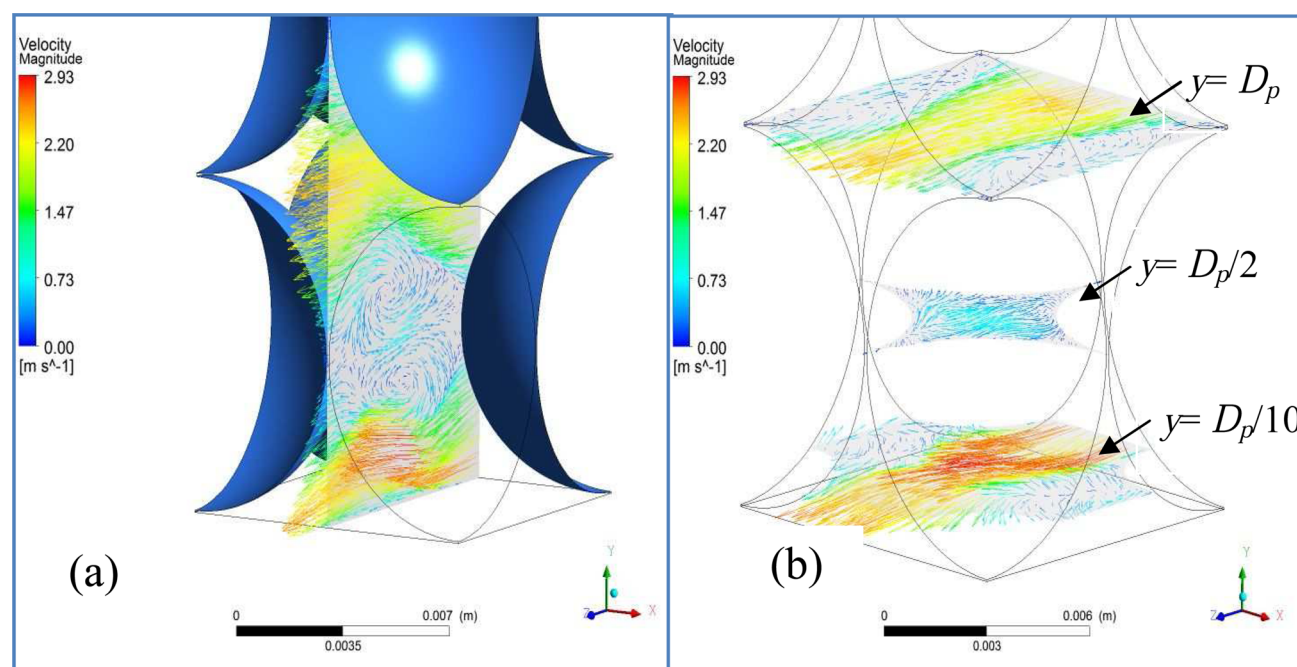 Velocity
Magnitude
2.93
2.20
1.47
0.73
0.00
[m s^-1]
(a)
0
0.007 (m)
0.0035
Y
Z
X
Velocity
Magnitude
2.93
2.20
1.47
0.73
0.00
[m s^-1]
y= Dp
y= Dp/2
y= Dp/10
(b)
0
0.006 (m)
0.003
Y
Z
X